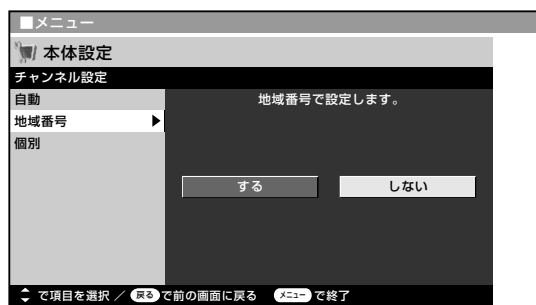 ■メニュー
本体設定
チャンネル設定
自動
地域番号
個別
地域番号で設定します。
する
しない
で項目を選択 ／ 戻る で前の画面に戻る メニュー で終了